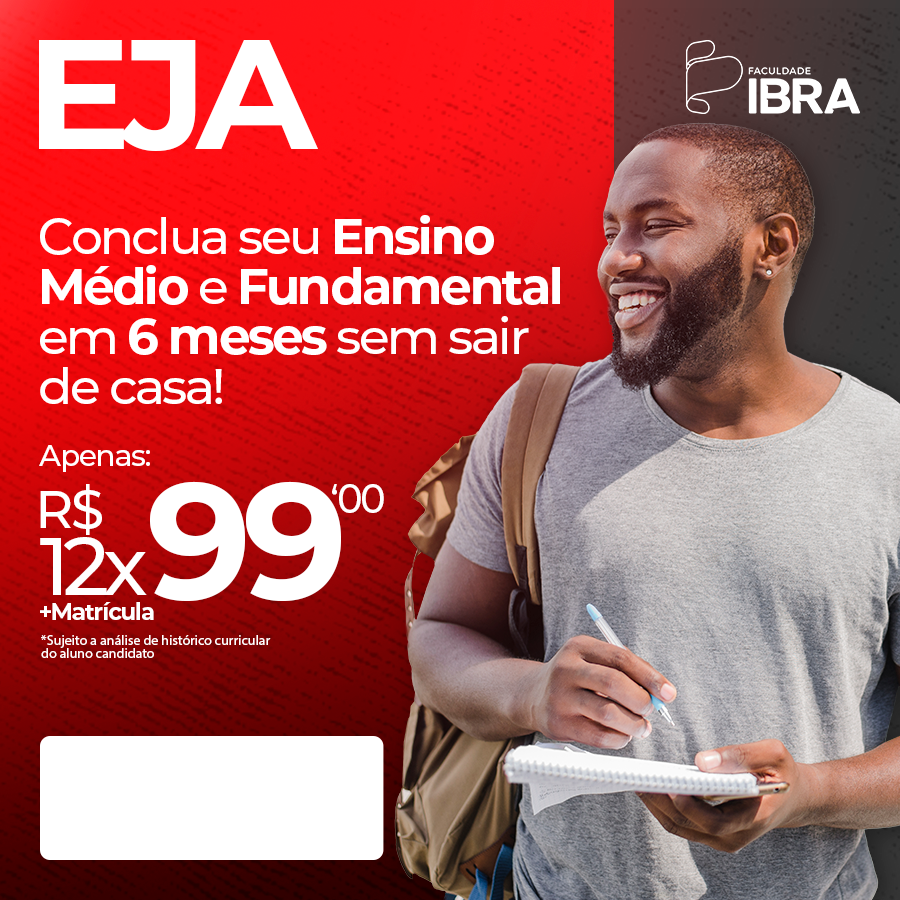 EJA
FACULDADE
IBRA
Conclua seu Ensino
Médio e Fundamental
em 6 meses sem sair
de casa!
Apenas:
R$
12x 99‘00
+Matrícula
*Sujeito a análise de histórico curricular
do aluno candidato